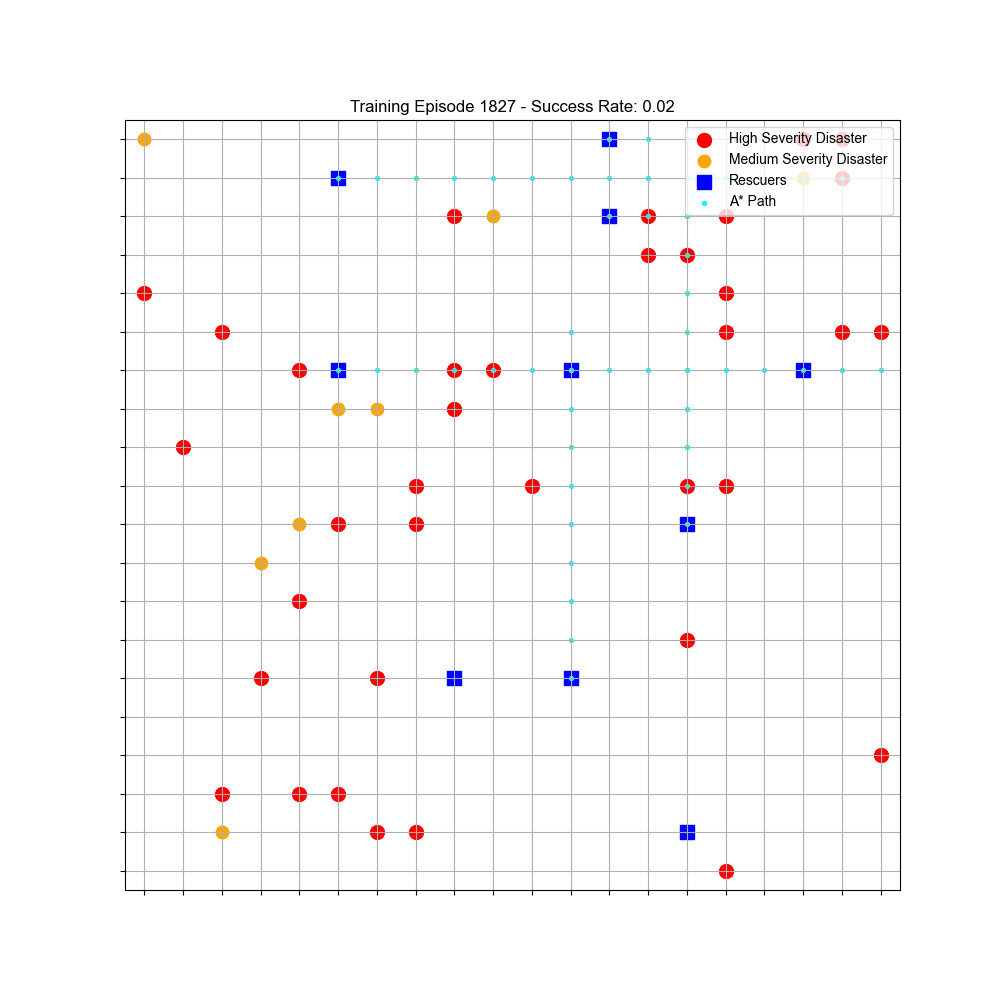 Training Episode 1827 - Success Rate: 0.02
High Severity Disaster
Medium Severity Disaster
Rescuers
A* Path